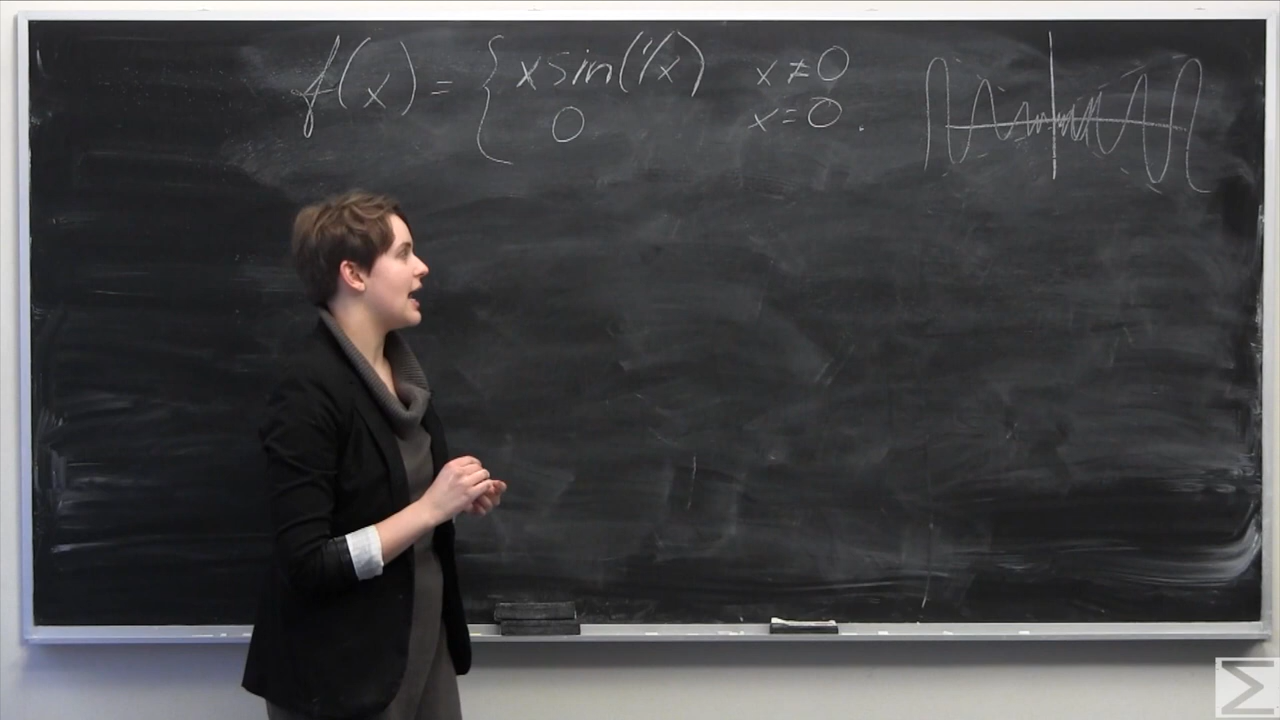 f(x) = { x sin(1/x) x ≠ 0
0 x = 0.
Σ